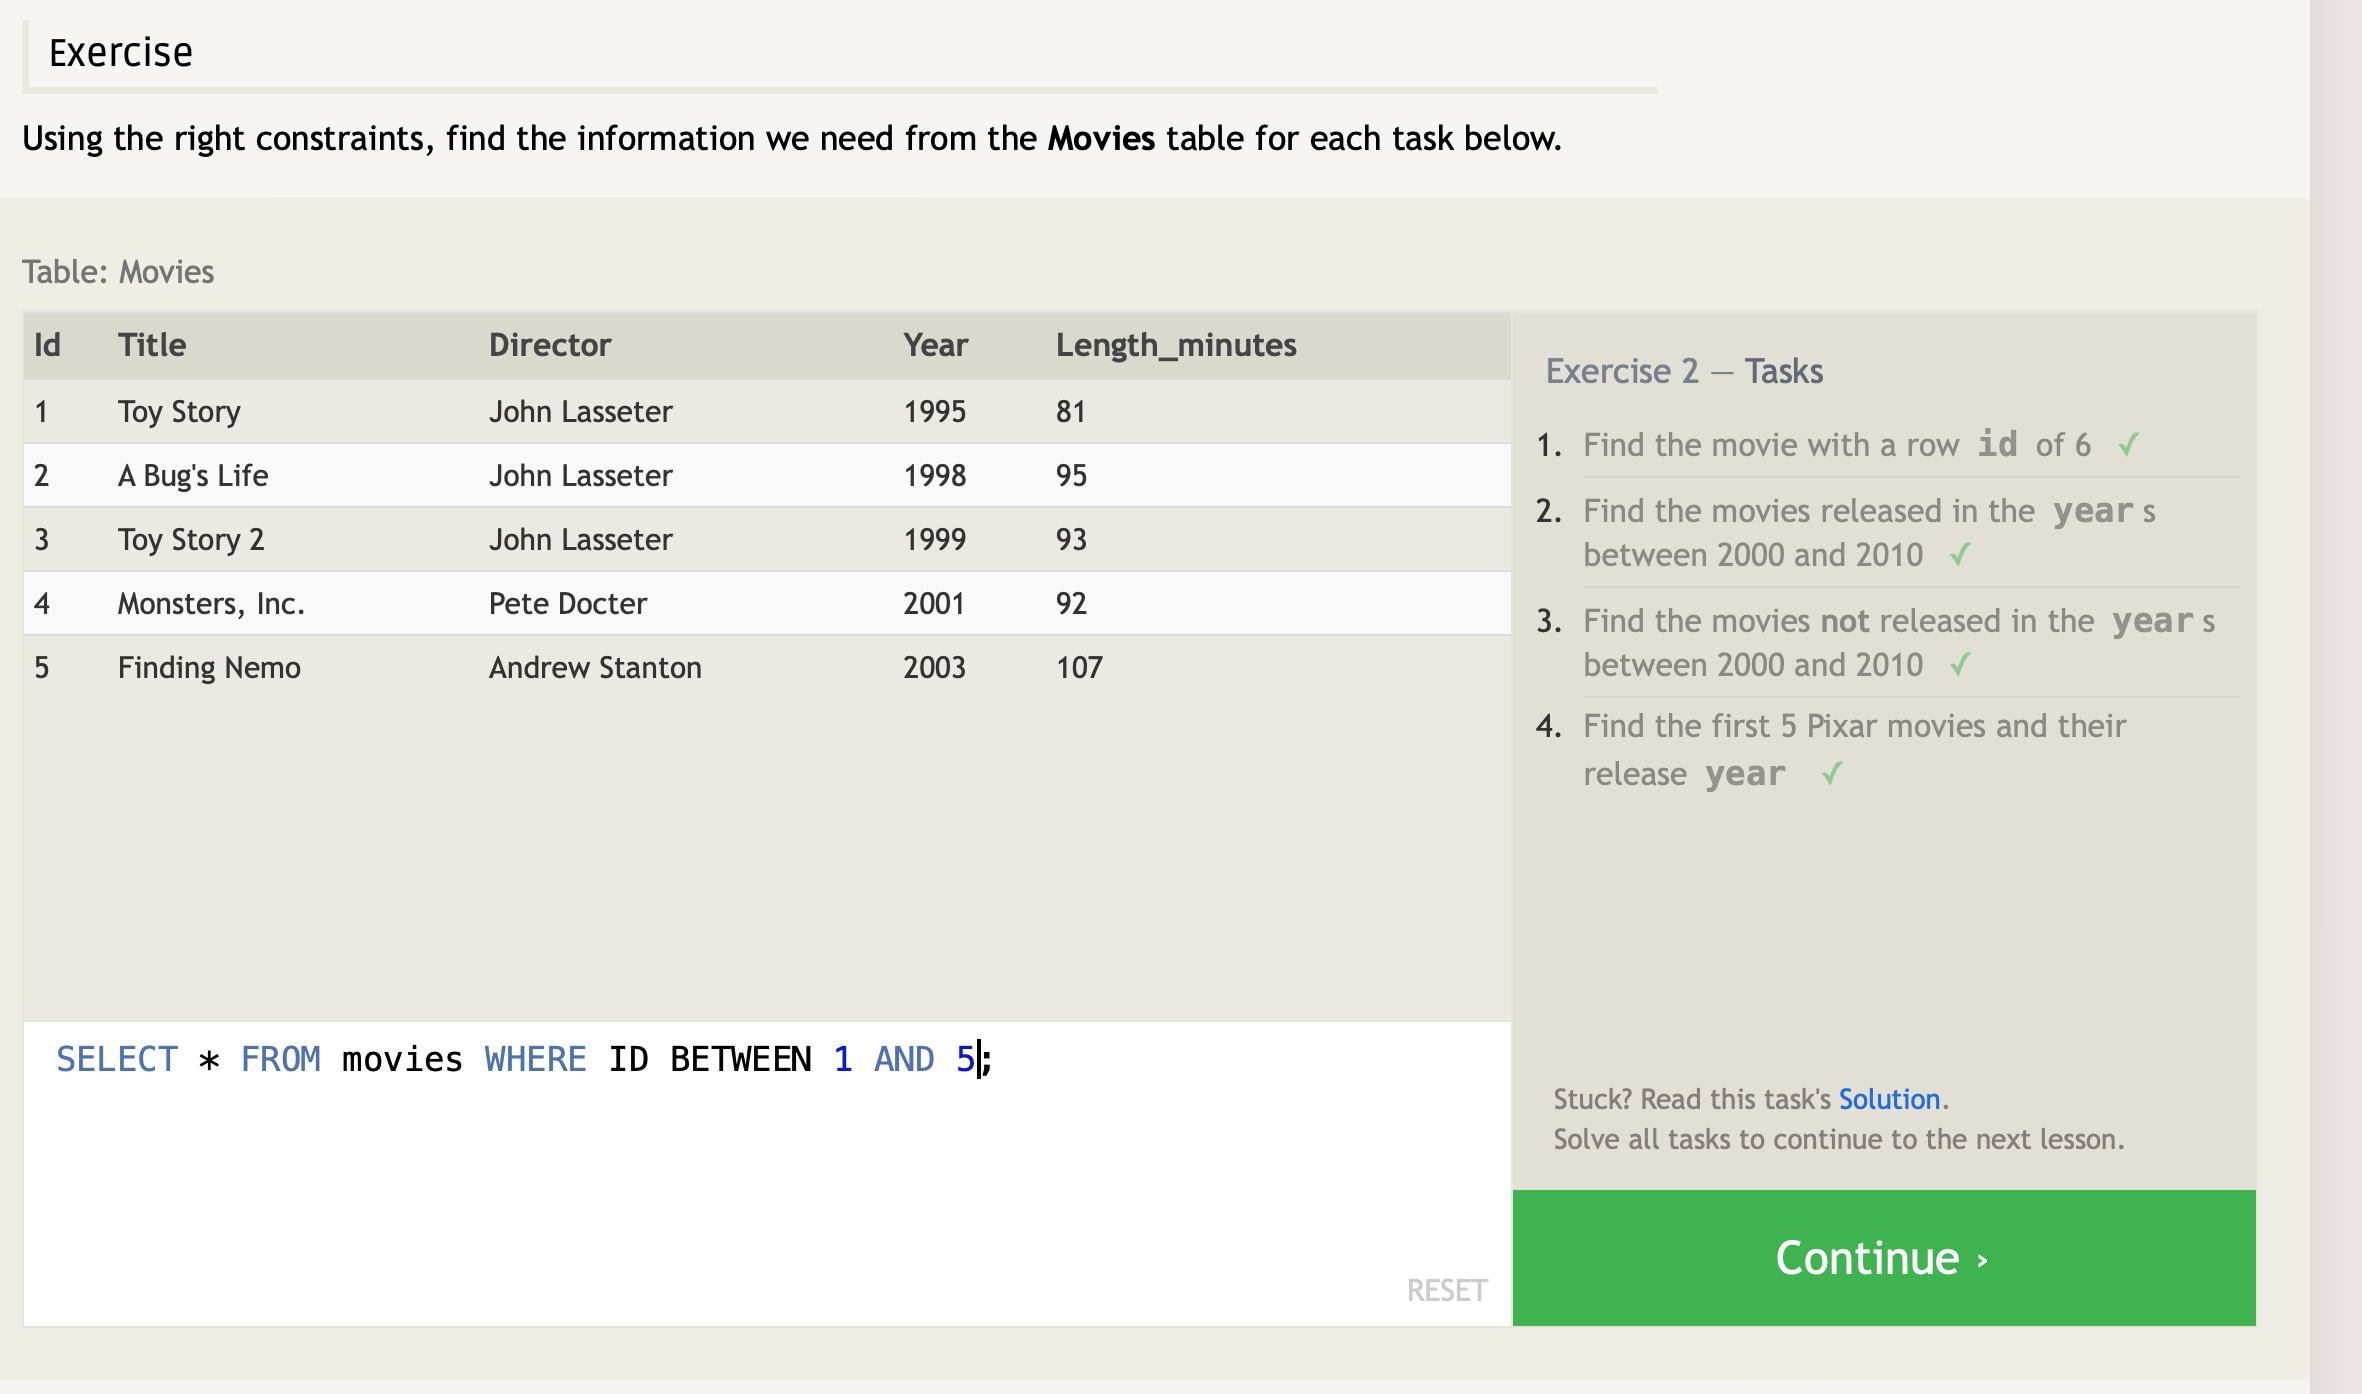 Exercise
Using the right constraints, find the information we need from the Movies table for each task below.
Table: Movies
Id Title Director Year Length_minutes
1 Toy Story John Lasseter 1995 81
2 A Bug's Life John Lasseter 1998 95
3 Toy Story 2 John Lasseter 1999 93
4 Monsters, Inc. Pete Docter 2001 92
5 Finding Nemo Andrew Stanton 2003 107
SELECT * FROM movies WHERE ID BETWEEN 1 AND 5;
RESET
Exercise 2 — Tasks
1. Find the movie with a row id of 6 ✓
2. Find the movies released in the year s
between 2000 and 2010 ✓
3. Find the movies not released in the year s
between 2000 and 2010 ✓
4. Find the first 5 Pixar movies and their
release year ✓
Stuck? Read this task's Solution.
Solve all tasks to continue to the next lesson.
Continue ›